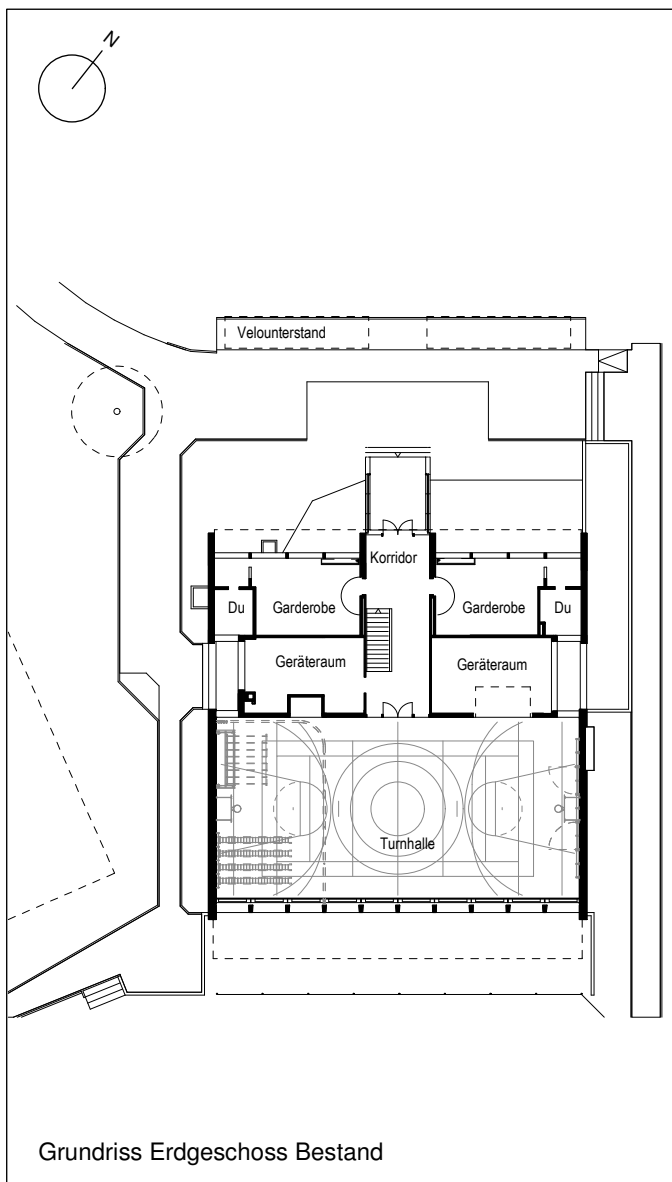 N
Velounterstand
Korridor
Du
Garderobe
Garderobe
Du
Geräteraum
Geräteraum
Turnhalle
Grundriss Erdgeschoss Bestand